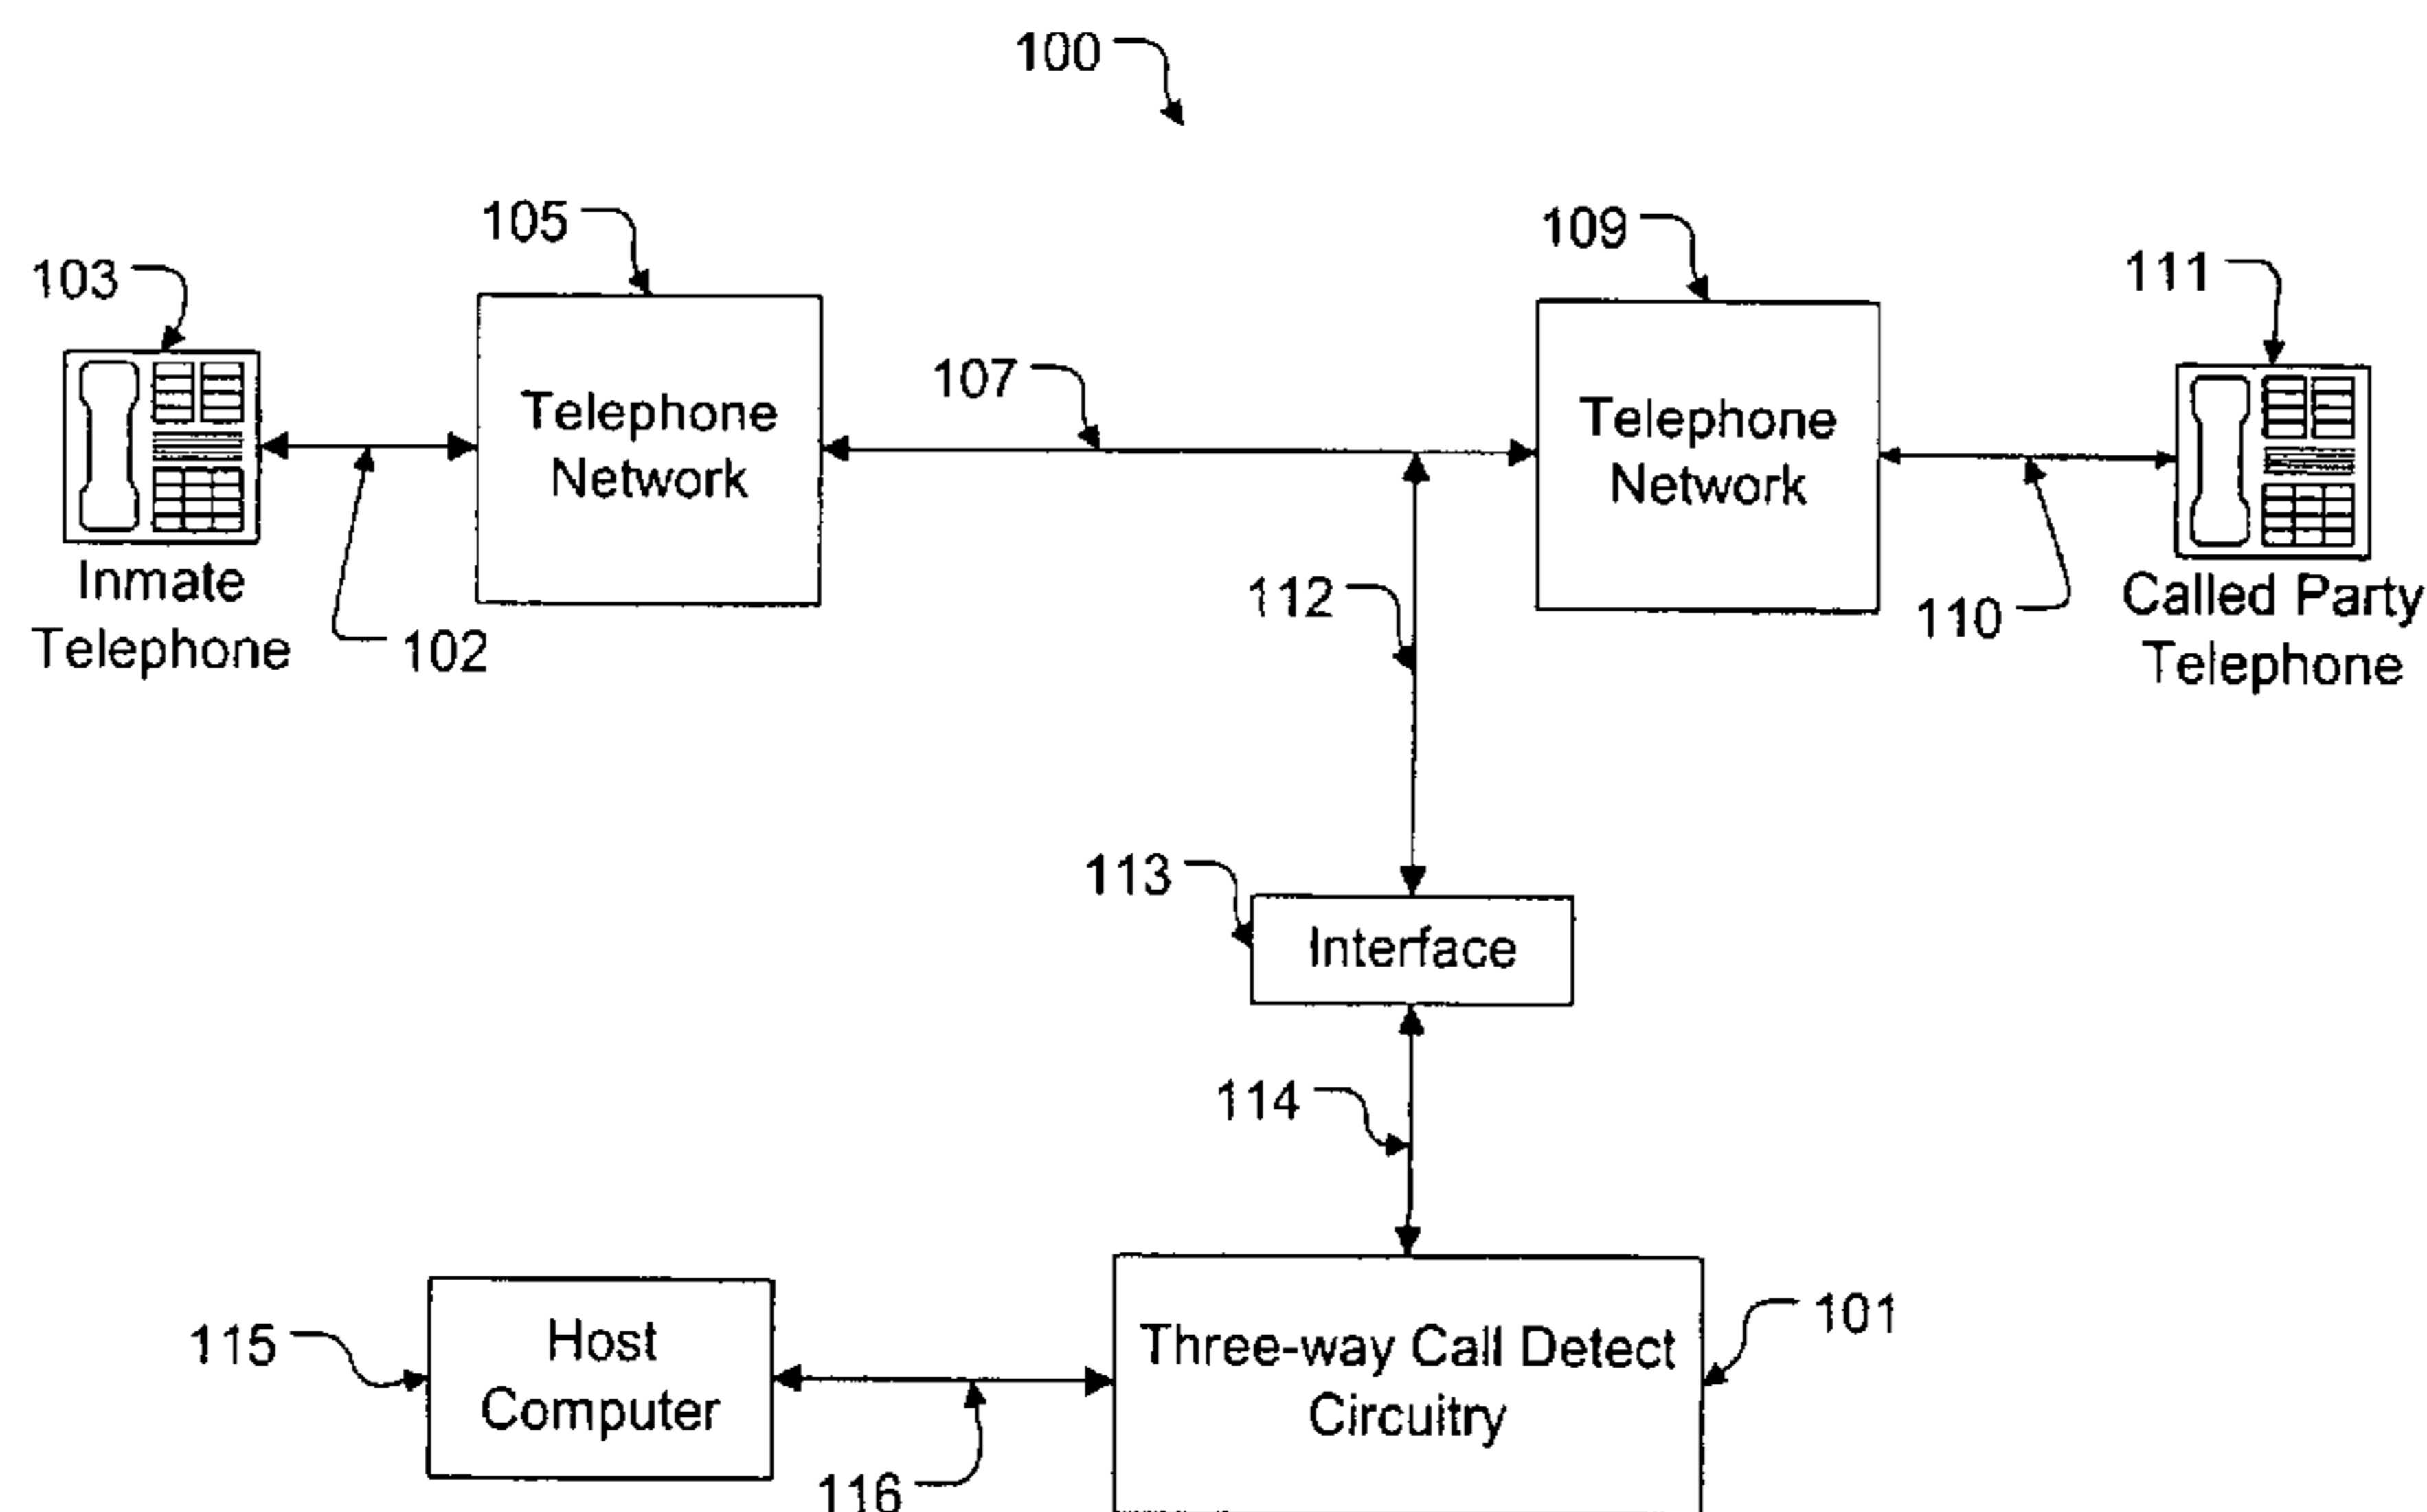 100
105
109
103
111
107
Telephone
Network
Telephone
Network
Inmate
Telephone
102
112
110
Called Party
Telephone
113
Interface
114
115
Host
Computer
116
Three-way Call Detect
Circuitry
101